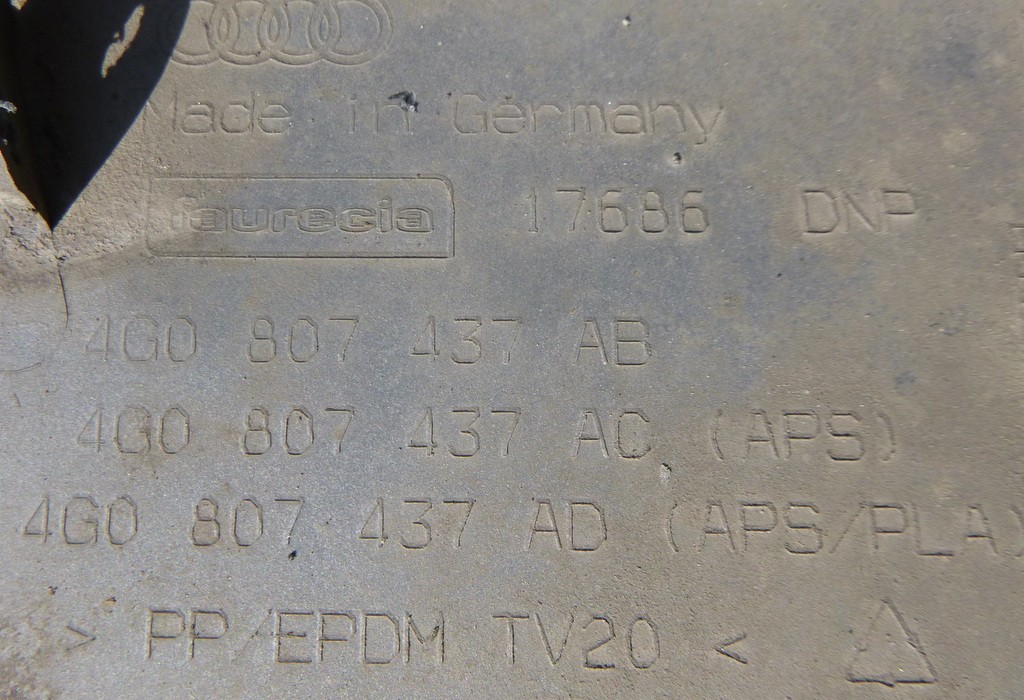 Made in Germany
faurecia 17686 DNP
4G0 807 437 AB
4G0 807 437 AC (APS)
4G0 807 437 AD (APS/PLA)
> PP/EPDM TV20 <